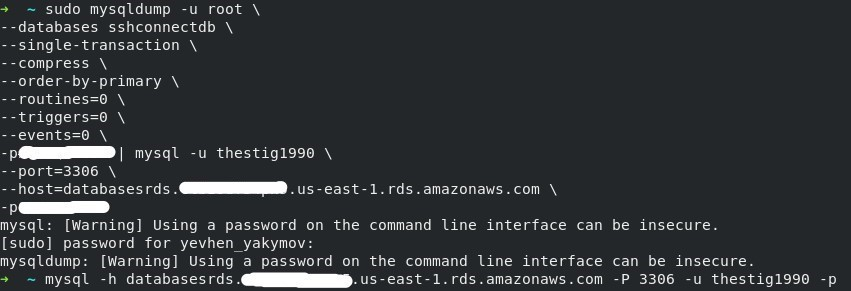 ➜ ~ sudo mysqldump -u root \
--databases sshconnectdb \
--single-transaction \
--compress \
--order-by-primary \
--routines=0 \
--triggers=0 \
--events=0 \
-p | mysql -u thestig1990 \
--port=3306 \
--host=databasesrds. .us-east-1.rds.amazonaws.com \
-p
mysql: [Warning] Using a password on the command line interface can be insecure.
[sudo] password for yevhen_yakymov:
mysqldump: [Warning] Using a password on the command line interface can be insecure.
➜ ~ mysql -h databasesrds. .us-east-1.rds.amazonaws.com -P 3306 -u thestig1990 -p